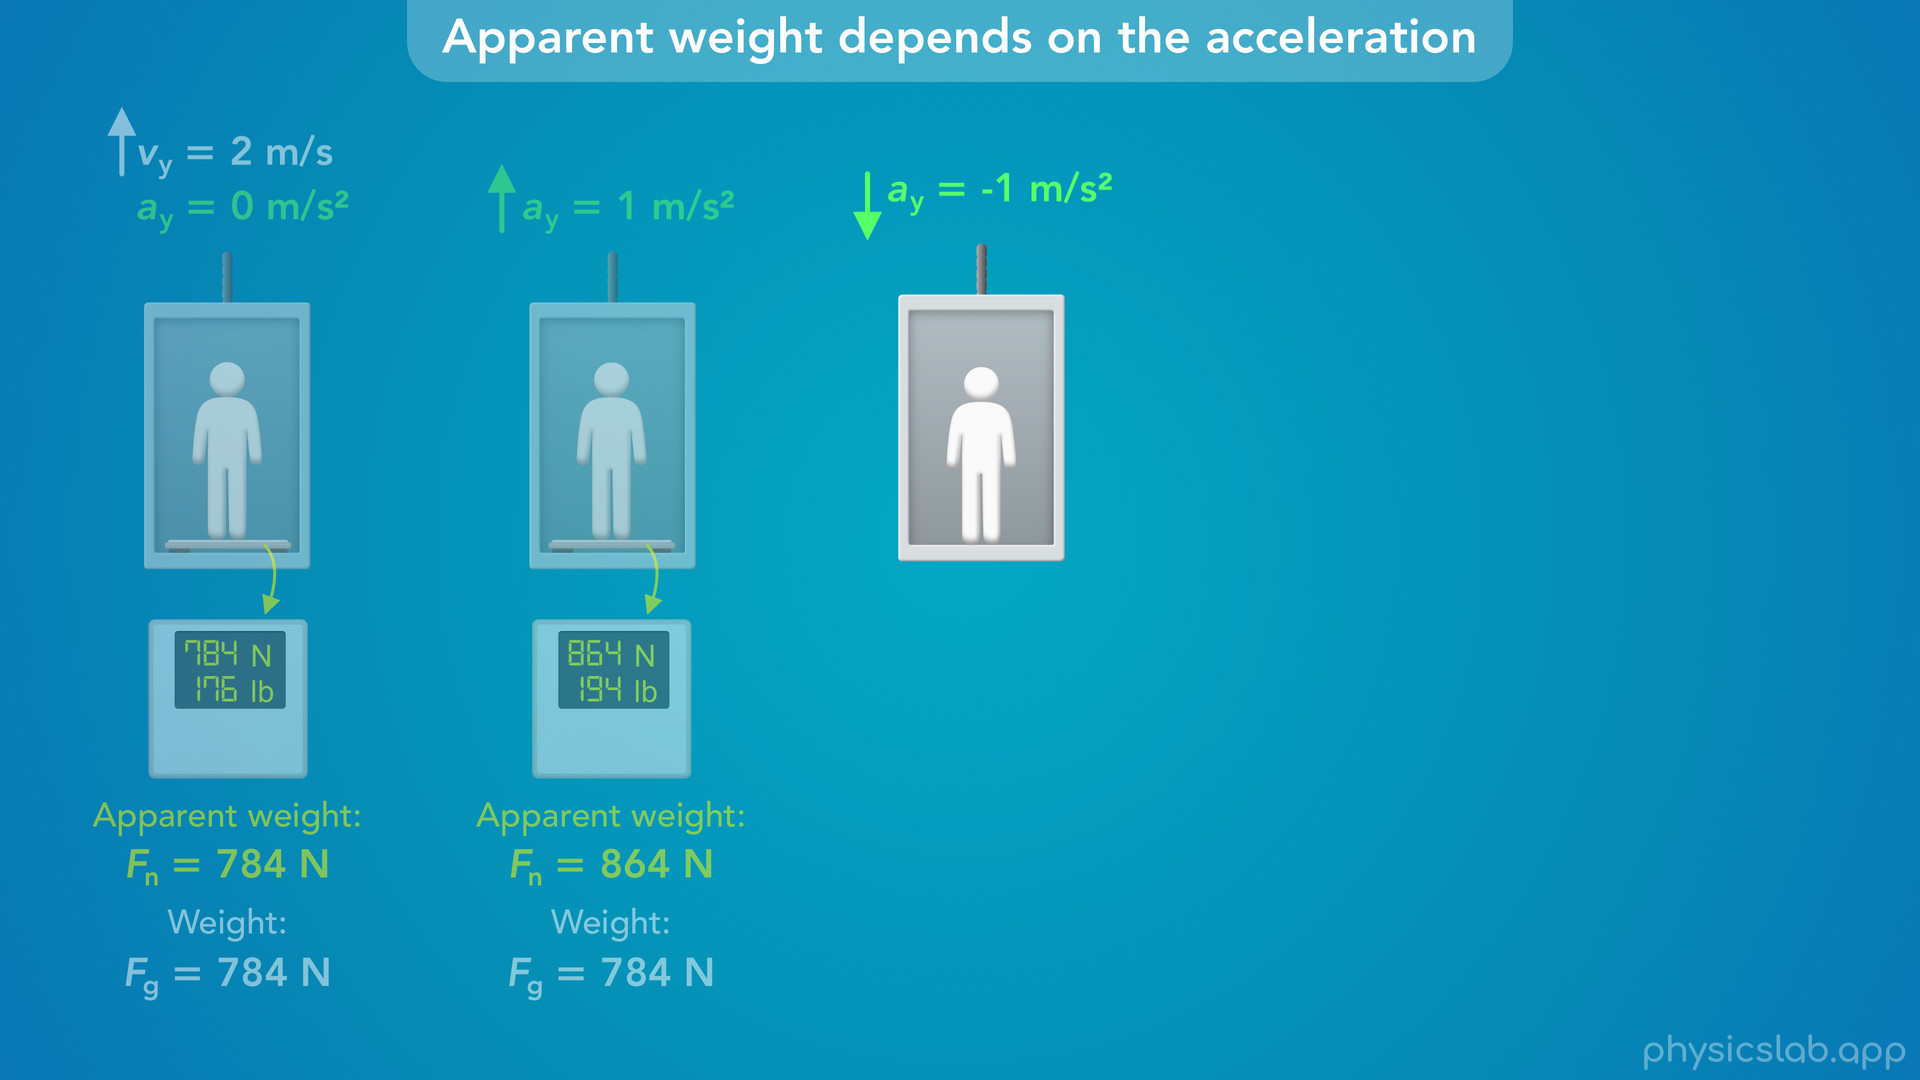 Apparent weight depends on the acceleration
vy = 2 m/s
ay = 0 m/s²
ay = 1 m/s²
ay = -1 m/s²
784 N
176 lb
864 N
194 lb
Apparent weight:
Fn = 784 N
Weight:
Fg = 784 N
Apparent weight:
Fn = 864 N
Weight:
Fg = 784 N
physicslab.app